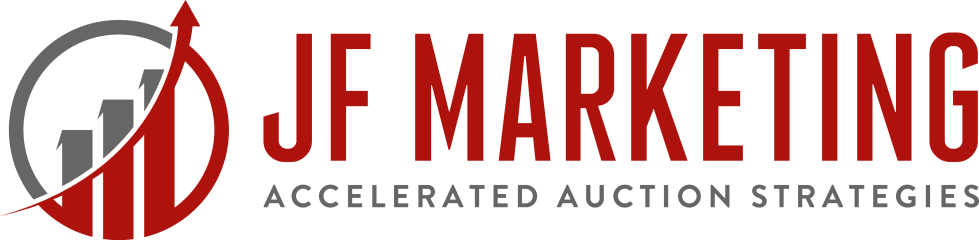 JF MARKETING
ACCELERATED AUCTION STRATEGIES